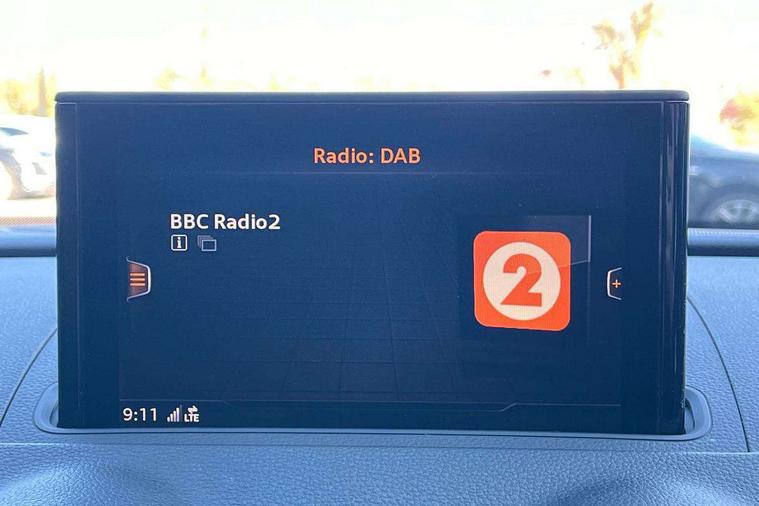 Radio: DAB
BBC Radio2
i
2
+
9:11 LTE